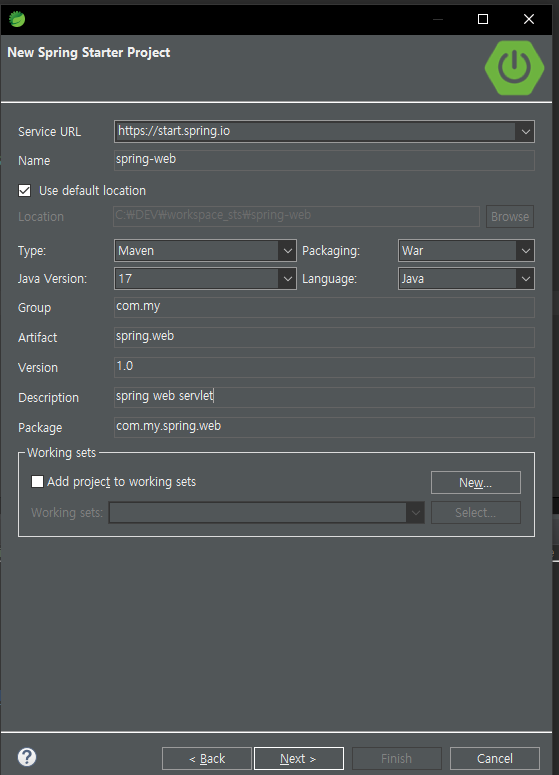 New Spring Starter Project
Service URL https://start.spring.io
Name spring-web
Use default location
Location C:₩DEV₩workspace_sts₩spring-web Browse
Type: Maven Packaging: War
Java Version: 17 Language: Java
Group com.my
Artifact spring.web
Version 1.0
Description spring web servlet
Package com.my.spring.web
Working sets
Add project to working sets New...
Working sets: Select...
? < Back Next > Finish Cancel